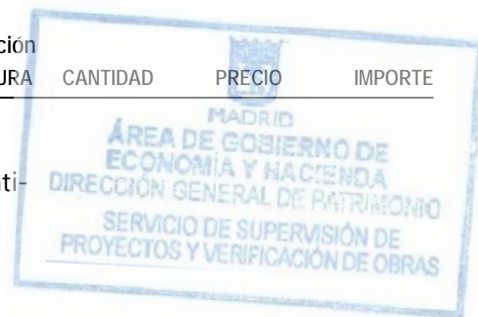 ción
URA CANTIDAD PRECIO IMPORTE
MADRID
ÁREA DE GOBIERNO DE
ECONOMÍA Y HACIENDA
nti-
DIRECCIÓN GENERAL DE PATRIMONIO
SERVICIO DE SUPERVISIÓN DE
PROYECTOS Y VERIFICACIÓN DE OBRAS